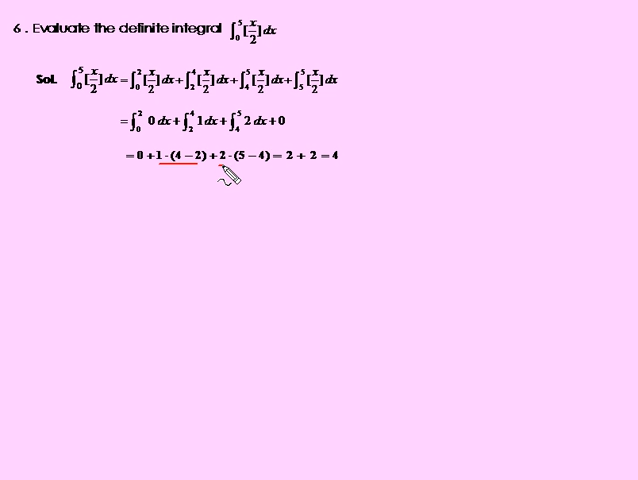 6 . Evaluate the definite integral ∫₀⁵ [x/2] dx
Sol. ∫₀⁵ [x/2] dx = ∫₀² [x/2] dx + ∫₂⁴ [x/2] dx + ∫₄⁵ [x/2] dx + ∫₅⁵ [x/2] dx
= ∫₀² 0 dx + ∫₂⁴ 1 dx + ∫₄⁵ 2 dx + 0
= 0 + 1 · (4 − 2) + 2 · (5 − 4) = 2 + 2 = 4